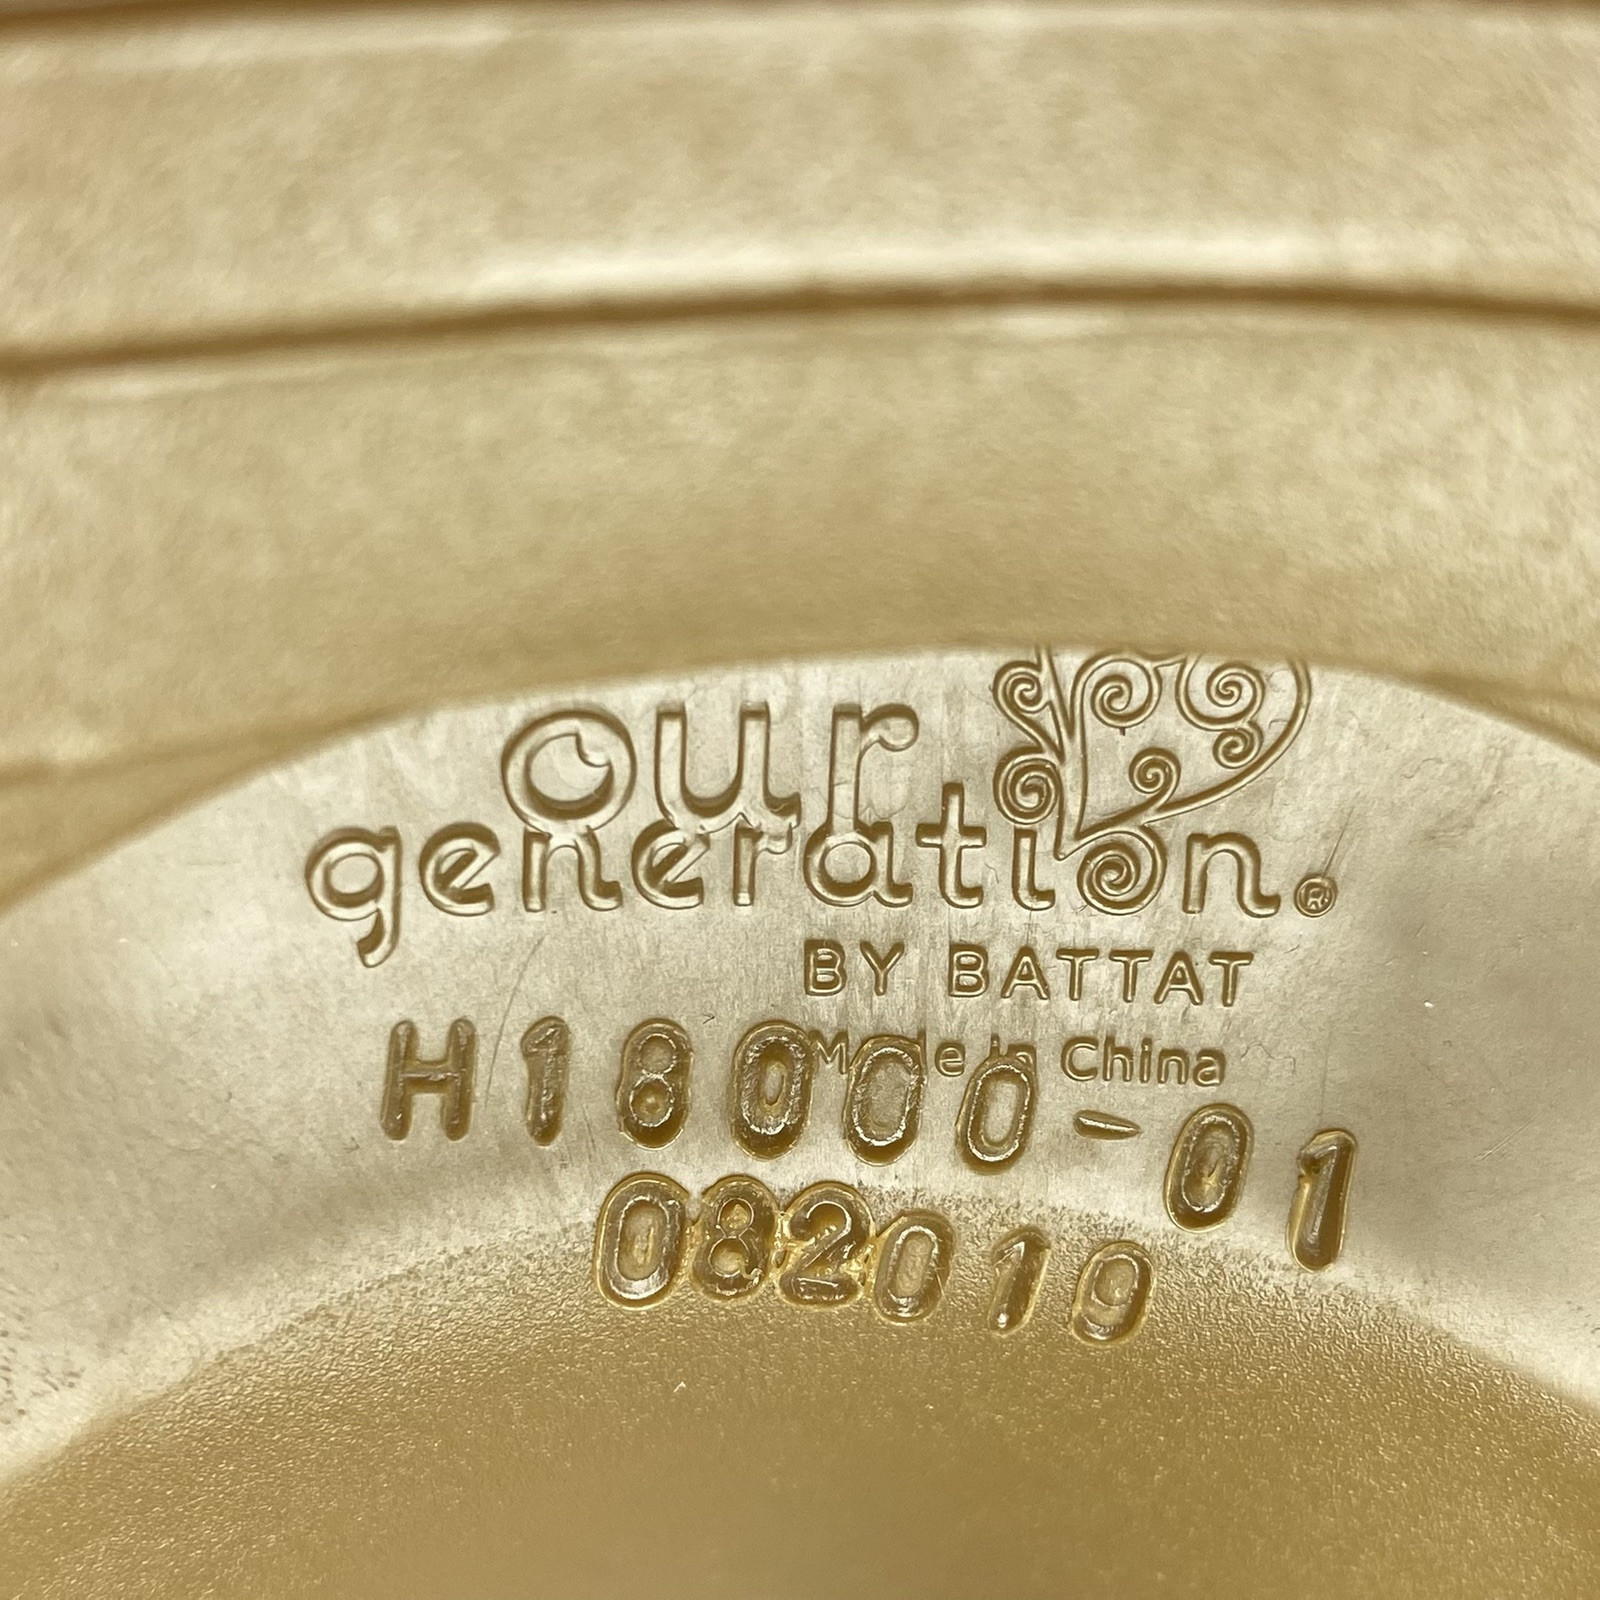 our
generation.®
BY BATTAT
Made in China
H18000-01
082019